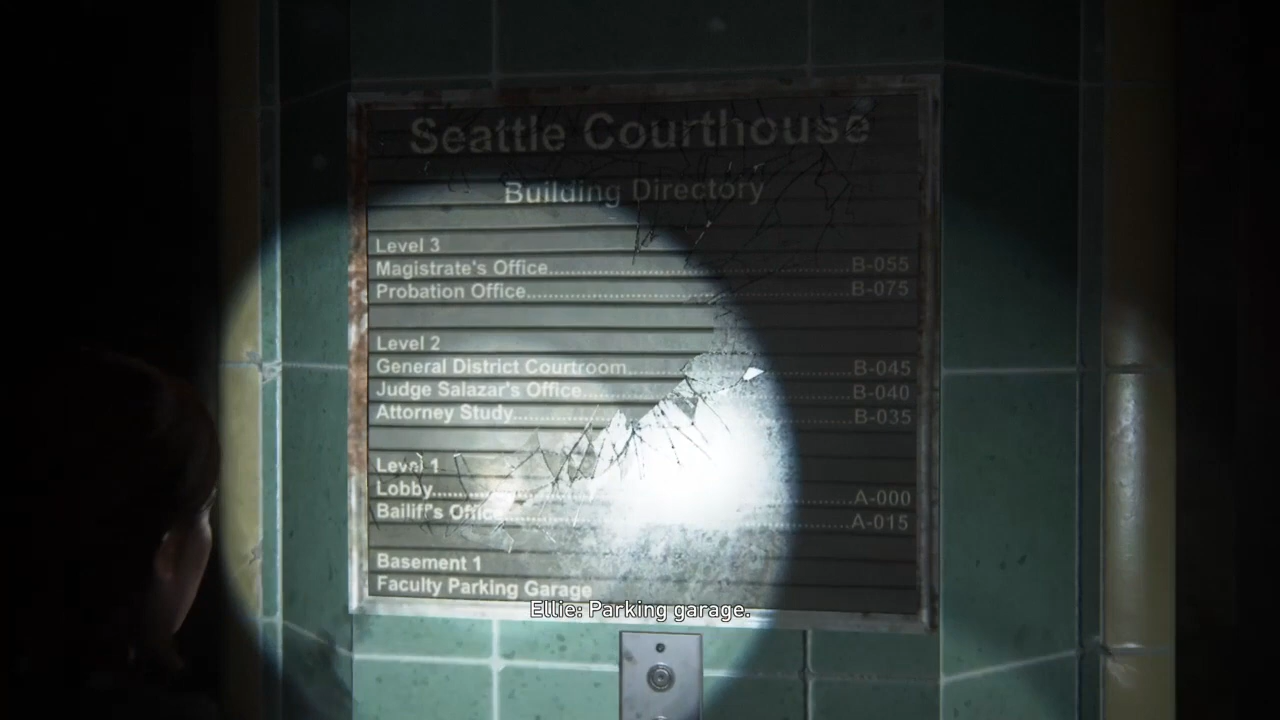 Seattle Courthouse
Building Directory
Level 3
Magistrate's Office........................................B-055
Probation Office............................................B-075
Level 2
General District Courtroom............................B-045
Judge Salazar's Office...................................B-040
Attorney Study...............................................B-035
Level 1
Lobby............................................................A-000
Bailiff's Office................................................A-015
Basement 1
Faculty Parking Garage
Ellie: Parking garage.